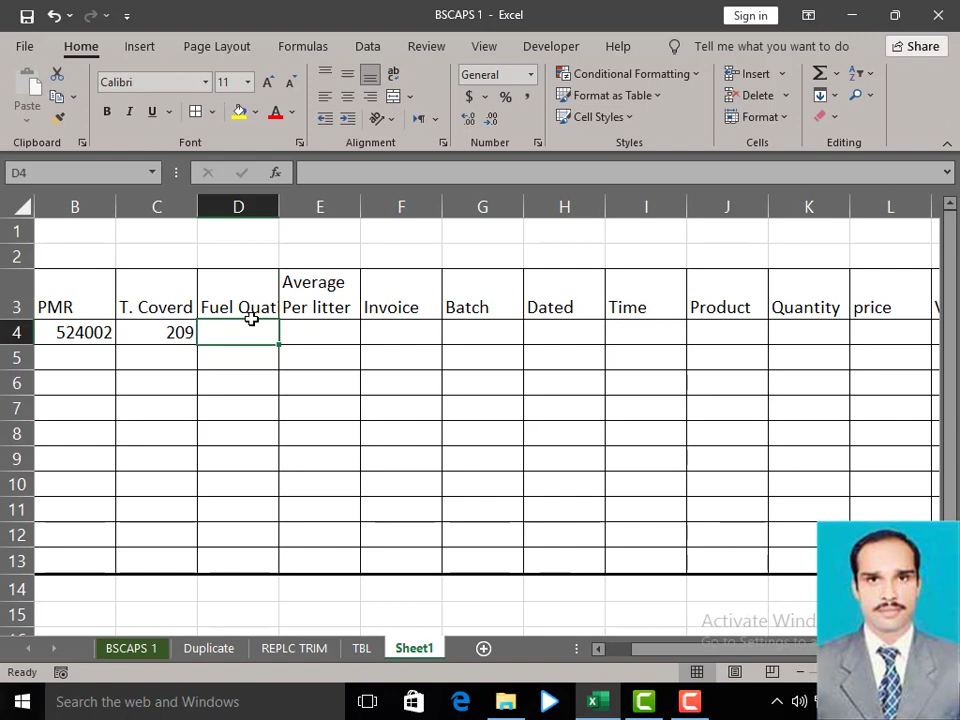 BSCAPS 1 - Excel
Sign in
File Home Insert Page Layout Formulas Data Review View Developer Help Tell me what you want to do Share
Calibri 11 General Conditional Formatting Insert
Paste B I U $ % Format as Table Delete
Cell Styles Format
Clipboard Font Alignment Number Styles Cells Editing
D4
B C D E F G H I J K L
1
2
3 PMR T. Coverd Fuel Quat Average Per litter Invoice Batch Dated Time Product Quantity price
4 524002 209
5
6
7
8
9
10
11
12
13
14
15
Activate Wind
Go to Settings to a
BSCAPS 1 Duplicate REPLC TRIM TBL Sheet1
Ready
Search the web and Windows